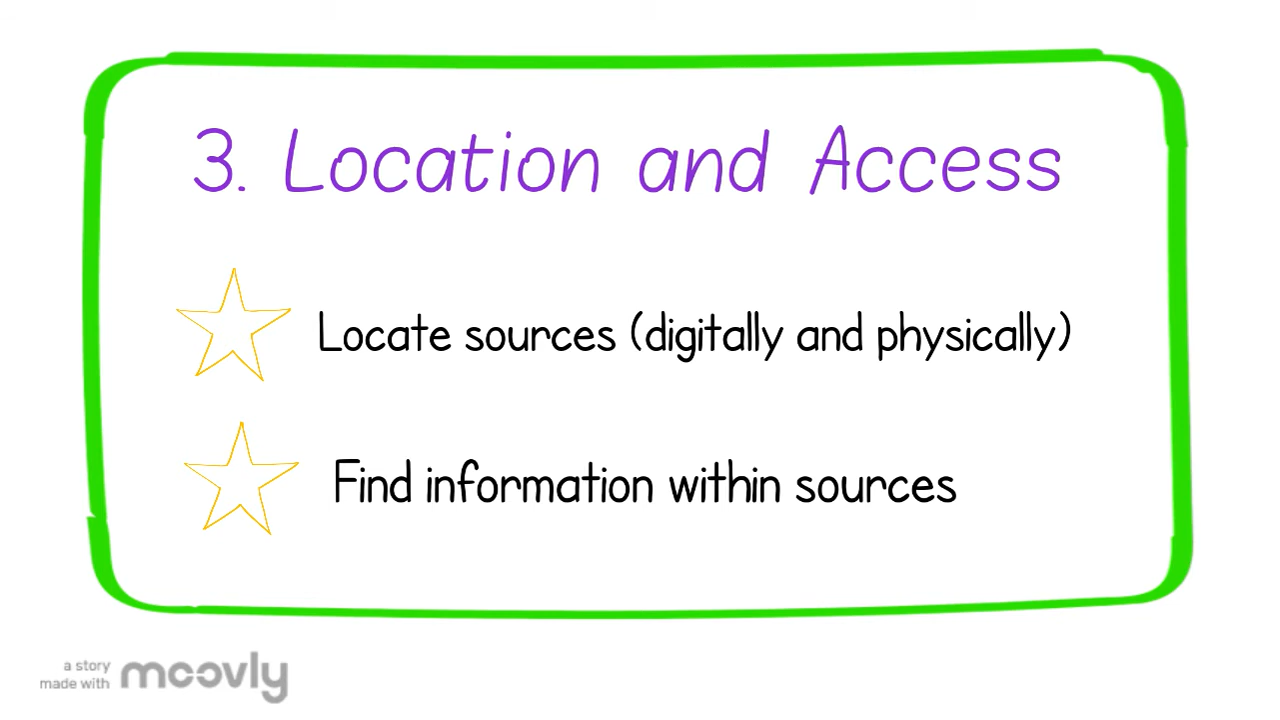 3. Location and Access
Locate sources (digitally and physically)
Find information within sources
a story
made with moovly